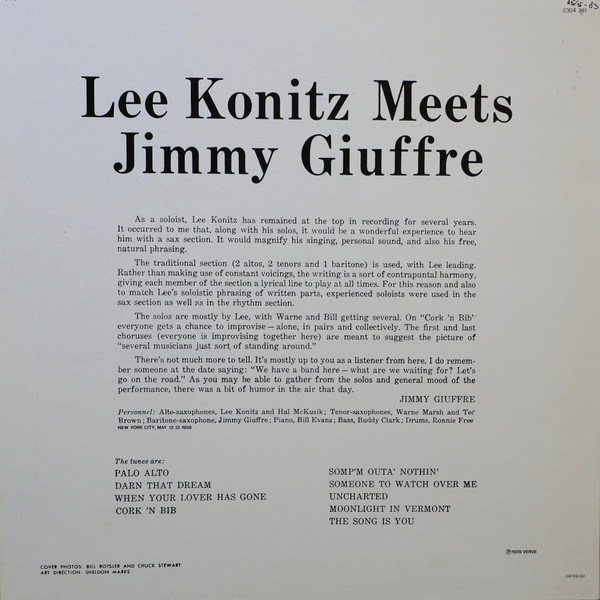 2304 381
Lee Konitz Meets
Jimmy Giuffre
As a soloist, Lee Konitz has remained at the top in recording for several years.
It occurred to me that, along with his solos, it would be a wonderful experience to hear
him with a sax section. It would magnify his singing, personal sound, and also his free,
natural phrasing.
The traditional section (2 altos, 2 tenors and 1 baritone) is used, with Lee leading.
Rather than making use of constant voicings, the writing is a sort of contrapuntal harmony,
giving each member of the section a lyrical line to play at all times. For this reason and also
to match Lee's soloistic phrasing of written parts, experienced soloists were used in the
sax section as well as in the rhythm section.
The solos are mostly by Lee, with Warne and Bill getting several. On "Cork 'n Bib"
everyone gets a chance to improvise — alone, in pairs and collectively. The first and last
choruses (everyone is improvising together here) are meant to suggest the picture of
"several musicians just sort of standing around."
There's not much more to tell. It's mostly up to you as a listener from here. I do remem-
ber someone at the date saying: "We have a band here — what are we waiting for? Let's
go on the road." As you may be able to gather from the solos and general mood of the
performance, there was a bit of humor in the air that day.
JIMMY GIUFFRE
Personnel: Alto-saxophones, Lee Konitz and Hal McKusik; Tenor-saxophones, Warne Marsh and Ted
Brown; Baritone-saxophone, Jimmy Giuffre; Piano, Bill Evans; Bass, Buddy Clark; Drums, Ronnie Free
NEW YORK CITY, MAY 12 13 1959
The tunes are:
PALO ALTO
DARN THAT DREAM
WHEN YOUR LOVER HAS GONE
CORK 'N BIB
SOMP'M OUTA' NOTHIN'
SOMEONE TO WATCH OVER ME
UNCHARTED
MOONLIGHT IN VERMONT
THE SONG IS YOU
℗1959 VERVE
COVER PHOTOS: BILL ROTSLER AND CHUCK STEWART
ART DIRECTION: SHELDON MARKS